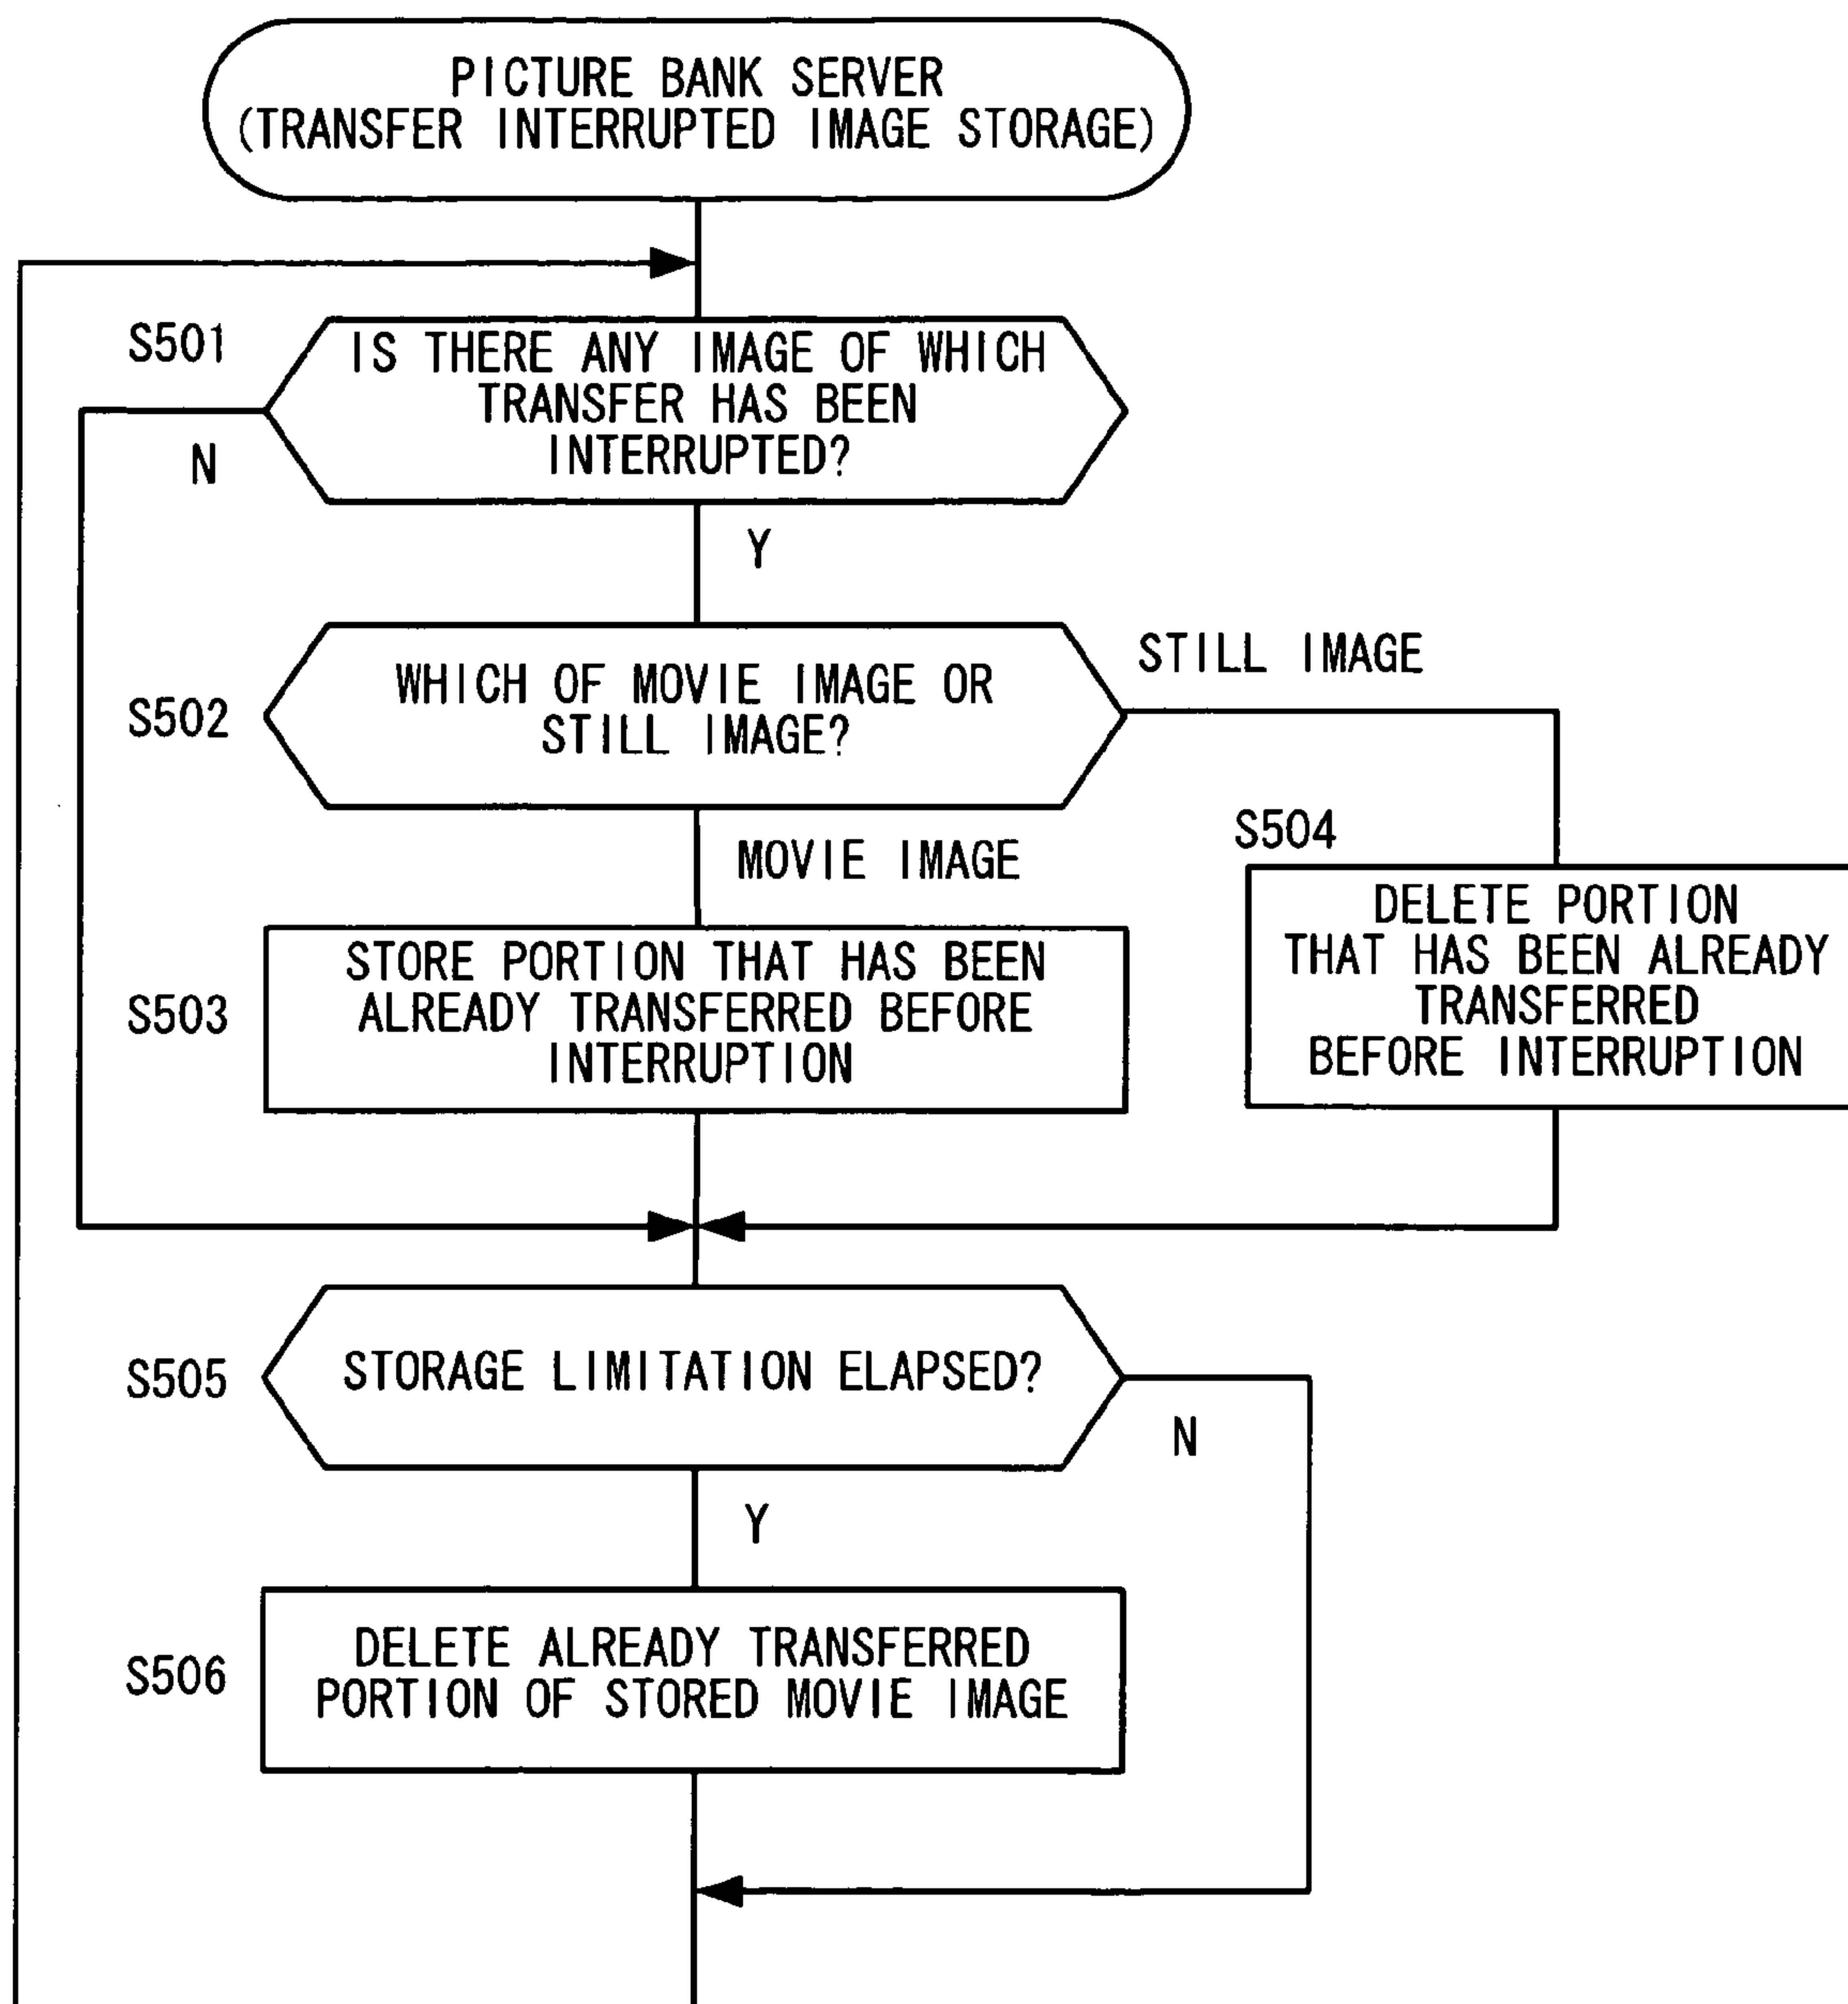 PICTURE BANK SERVER
(TRANSFER INTERRUPTED IMAGE STORAGE)
S501
IS THERE ANY IMAGE OF WHICH
TRANSFER HAS BEEN
INTERRUPTED?
N
Y
S502
WHICH OF MOVIE IMAGE OR
STILL IMAGE?
STILL IMAGE
MOVIE IMAGE
S503
STORE PORTION THAT HAS BEEN
ALREADY TRANSFERRED BEFORE
INTERRUPTION
S504
DELETE PORTION
THAT HAS BEEN ALREADY
TRANSFERRED
BEFORE INTERRUPTION
S505
STORAGE LIMITATION ELAPSED?
N
Y
S506
DELETE ALREADY TRANSFERRED
PORTION OF STORED MOVIE IMAGE